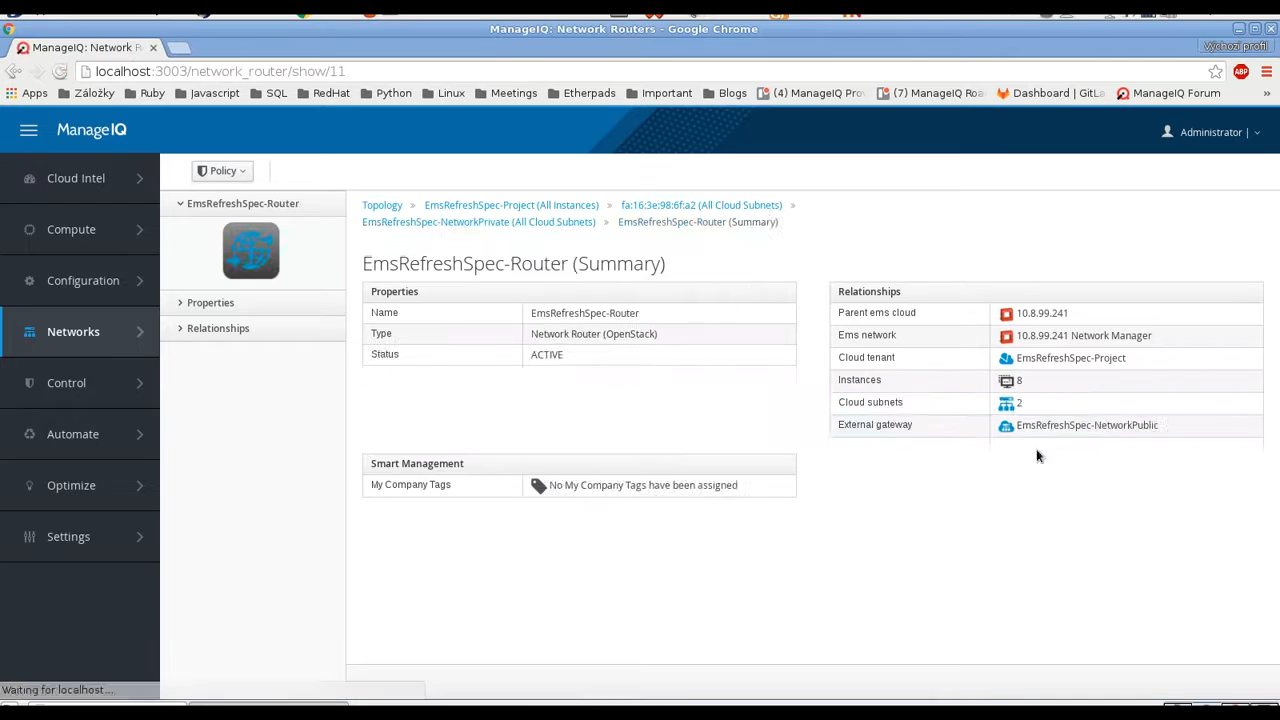 ManageIQ: Network Routers - Google Chrome
ManageIQ: Network R
Výchozí profil
localhost:3003/network_router/show/11
ABP
Apps Záložky Ruby Javascript SQL RedHat Python Linux Meetings Etherpads Important Blogs (4) ManageIQ Pro (7) ManageIQ Roa Dashboard | GitLa ManageIQ Forum »
ManageIQ
Administrator |
Cloud Intel
Compute
Configuration
Networks
Control
Automate
Optimize
Settings
Policy
EmsRefreshSpec-Router
Properties
Relationships
Topology » EmsRefreshSpec-Project (All Instances) » fa:16:3e:98:6f:a2 (All Cloud Subnets) »
EmsRefreshSpec-NetworkPrivate (All Cloud Subnets) » EmsRefreshSpec-Router (Summary)
EmsRefreshSpec-Router (Summary)
Properties
Name EmsRefreshSpec-Router
Type Network Router (OpenStack)
Status ACTIVE
Smart Management
My Company Tags No My Company Tags have been assigned
Relationships
Parent ems cloud 10.8.99.241
Ems network 10.8.99.241 Network Manager
Cloud tenant EmsRefreshSpec-Project
Instances 8
Cloud subnets 2
External gateway EmsRefreshSpec-NetworkPublic
Waiting for localhost...